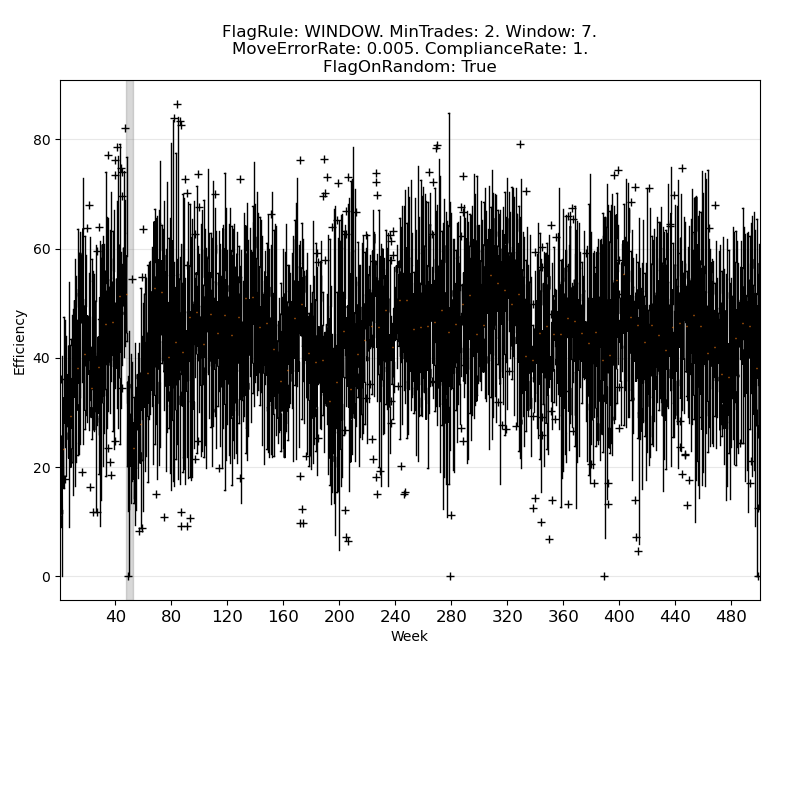 FlagRule: WINDOW. MinTrades: 2. Window: 7.
MoveErrorRate: 0.005. ComplianceRate: 1.
FlagOnRandom: True
80
60
40
20
0
Efficiency
40 80 120 160 200 240 280 320 360 400 440 480
Week